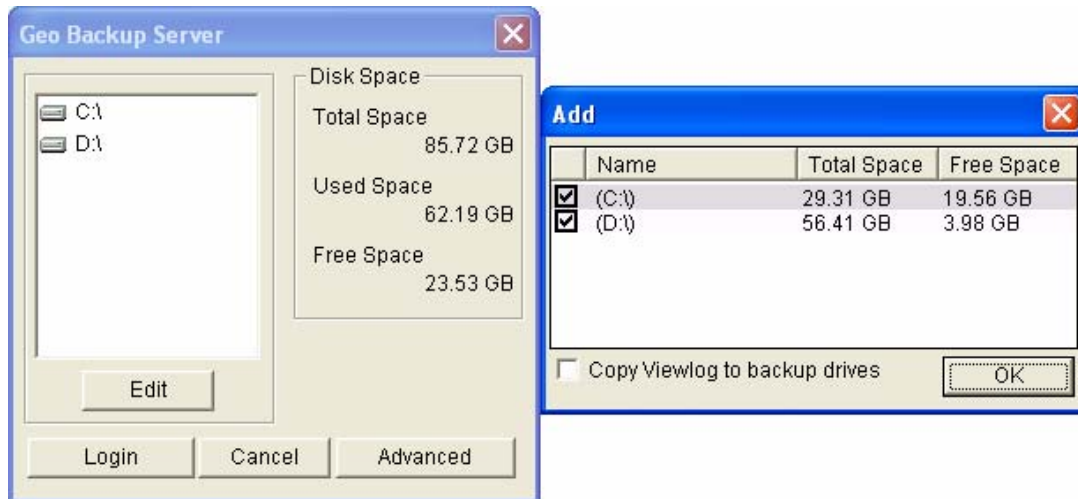 Geo Backup Server
C:\
D:\
Edit
Disk Space
Total Space
85.72 GB
Used Space
62.19 GB
Free Space
23.53 GB
Login Cancel Advanced
Add
Name Total Space Free Space
(C:\) 29.31 GB 19.56 GB
(D:\) 56.41 GB 3.98 GB
Copy Viewlog to backup drives OK